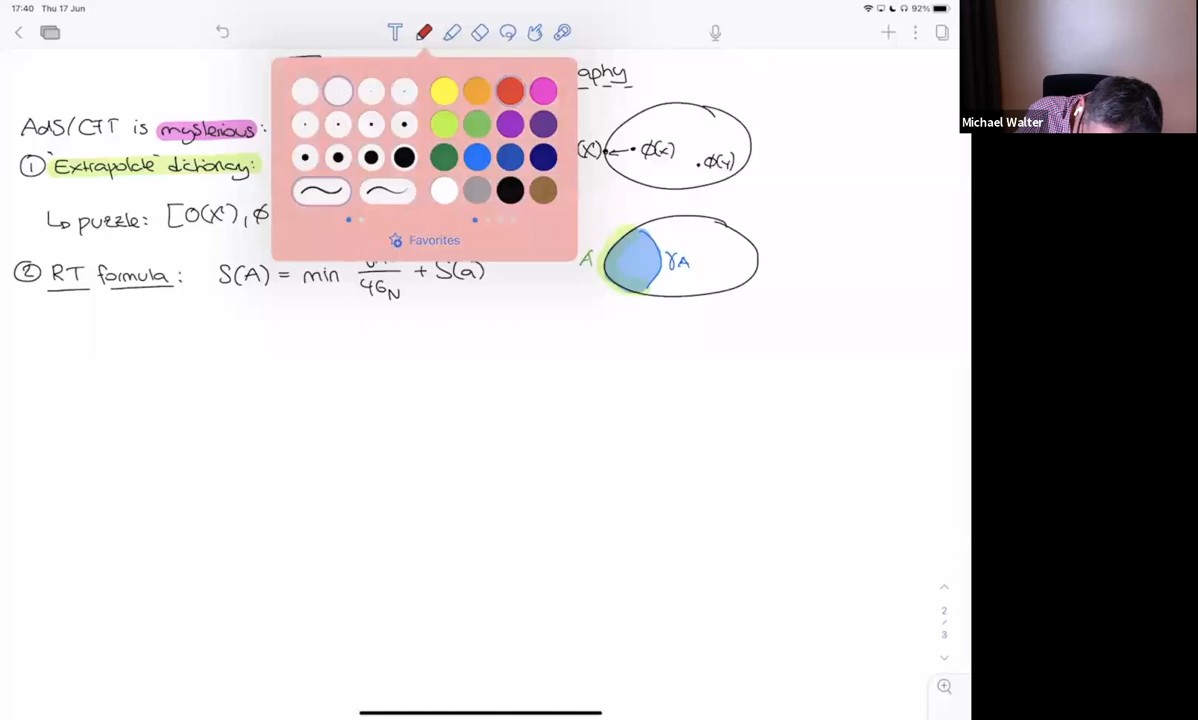 17:40 Thu 17 Jun
92%
aphy
AdS/CFT is mysterious:
① "Extrapolate" dictionary:
(X) ← ϕ(x)
ϕ(y)
↳ puzzle: [O(X), ϕ
② RT formula: S(A) = min
4G_N
+ S(a)
A
γ_A
Favorites
Michael Walter
2
/
3